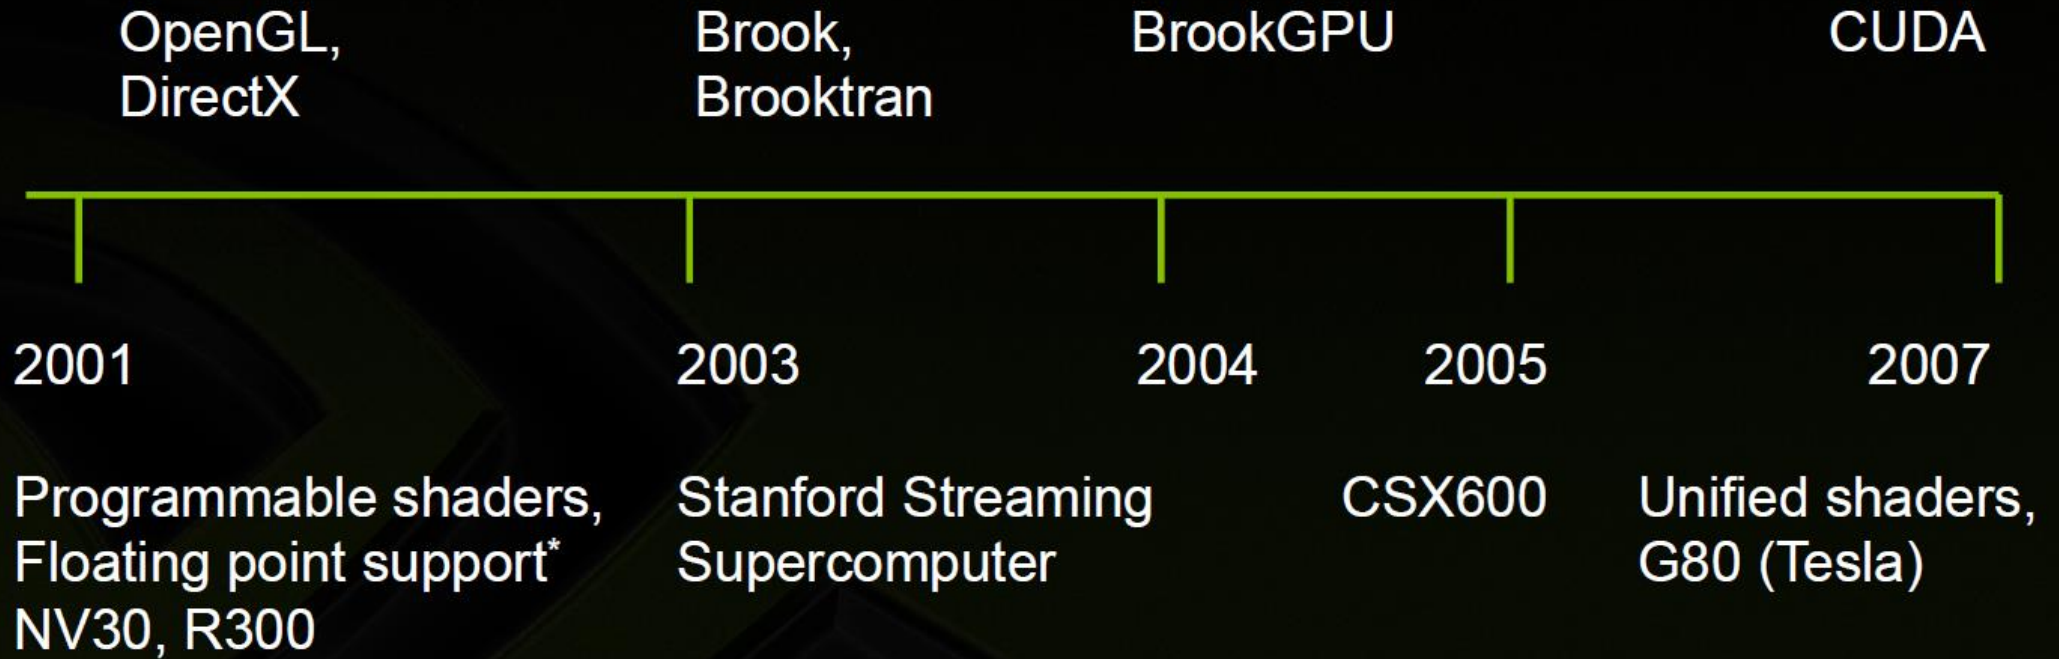 OpenGL,
DirectX
Brook,
Brooktran
BrookGPU
CUDA
2001
2003
2004
2005
2007
Programmable shaders,
Floating point support*
NV30, R300
Stanford Streaming
Supercomputer
CSX600
Unified shaders,
G80 (Tesla)